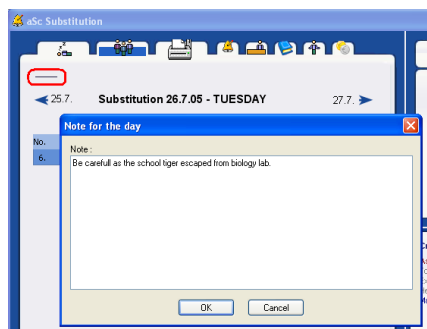 aSc Substitution
25.7. Substitution 26.7.05 - TUESDAY 27.7.
No.
6.
Note for the day
Note :
Be carefull as the school tiger escaped from biology lab.
OK Cancel